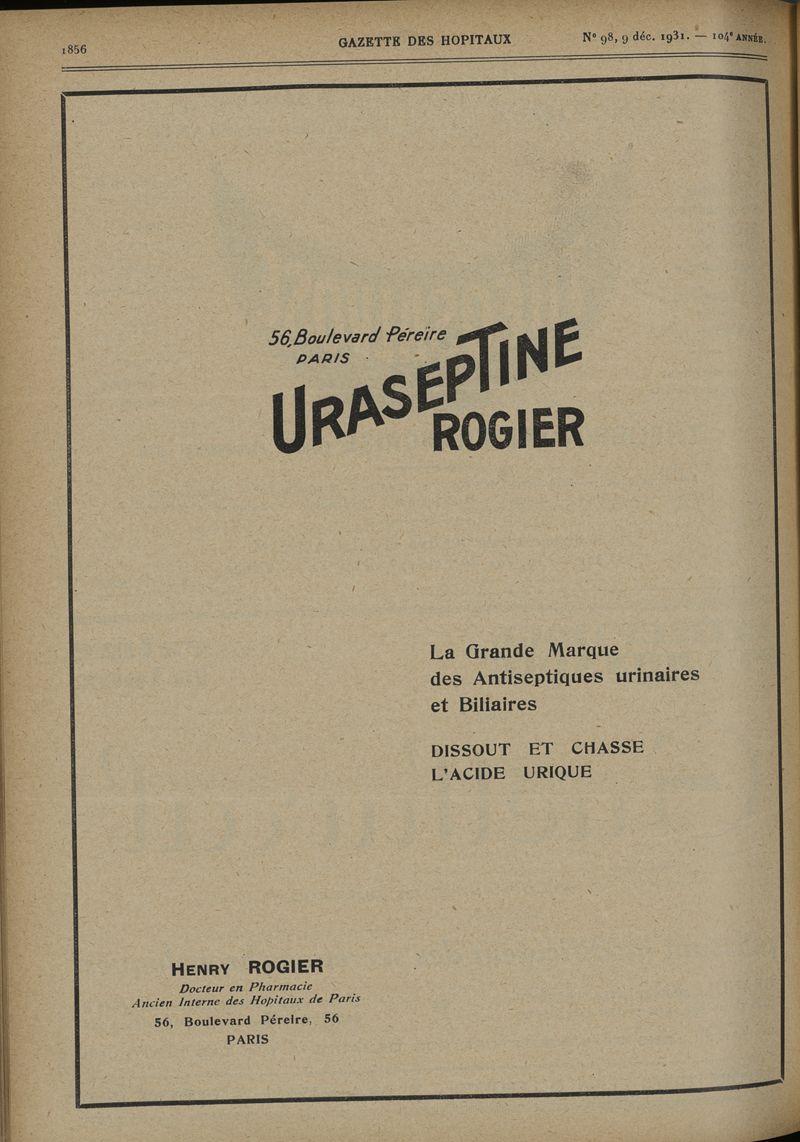 1856
GAZETTE DES HOPITAUX
N° 98, 9 déc. 1931. — 104e ANNÉE.
56, Boulevard Péreire
PARIS
URASEPTINE
ROGIER
La Grande Marque
des Antiseptiques urinaires
et Biliaires
DISSOUT ET CHASSE
L'ACIDE URIQUE
HENRY ROGIER
Docteur en Pharmacie
Ancien Interne des Hopitaux de Paris
56, Boulevard Péreire, 56
PARIS